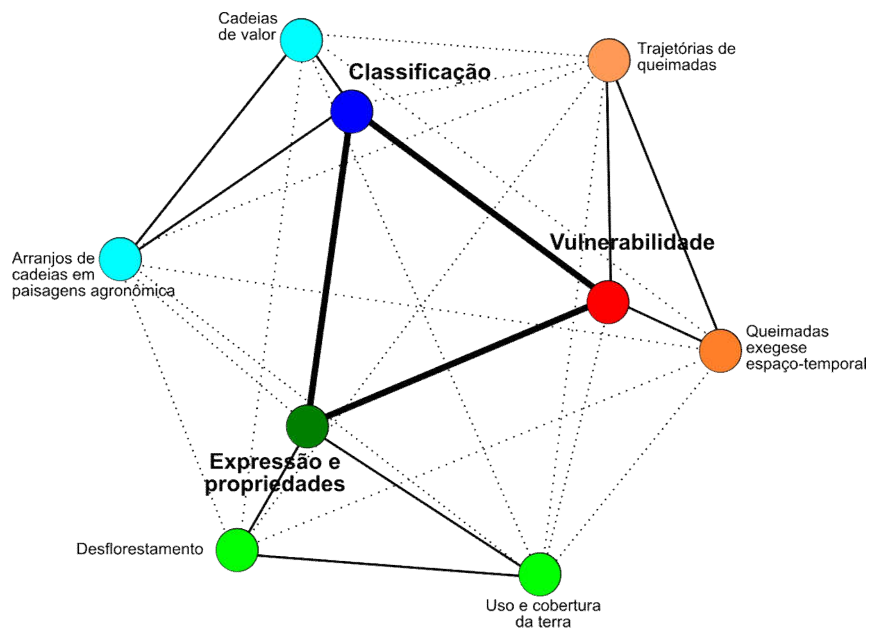 Cadeias
de valor
Classificação
Trajetórias de
queimadas
Vulnerabilidade
Arranjos de
cadeias em
paisagens agronômica
Queimadas
exegese
espaço-temporal
Expressão e
propriedades
Desflorestamento
Uso e cobertura
da terra